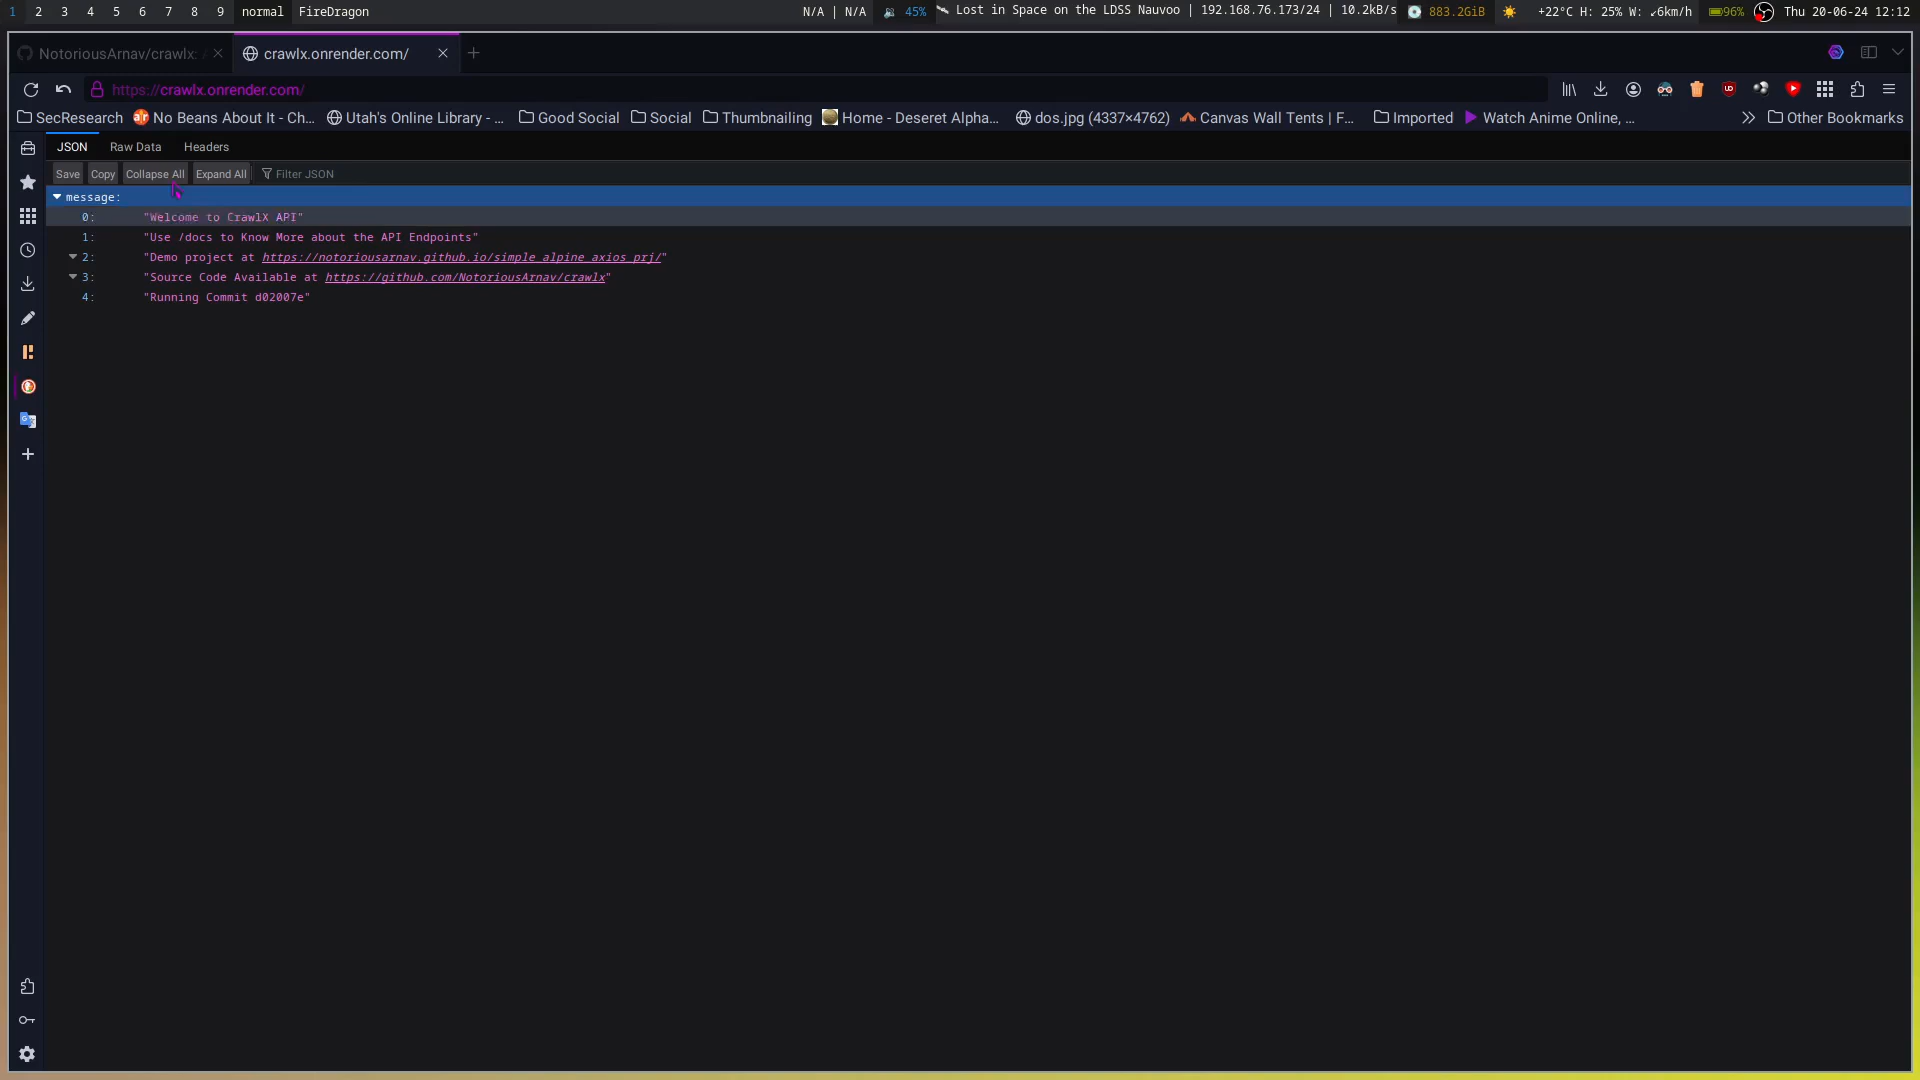 1 2 3 4 5 6 7 8 9 normal FireDragon N/A | N/A 45% Lost in Space on the LDSS Nauvoo | 192.168.76.173/24 | 10.2kB/s 883.2GiB +22°C H: 25% W: ↙6km/h 96% Thu 20-06-24 12:12
NotoriousArnav/crawlx: crawlx.onrender.com/
https://crawlx.onrender.com/
SecResearch No Beans About It - Ch... Utah's Online Library - ... Good Social Social Thumbnailing Home - Deseret Alpha... dos.jpg (4337×4762) Canvas Wall Tents | F... Imported Watch Anime Online, ... Other Bookmarks
JSON Raw Data Headers
Save Copy Collapse All Expand All Filter JSON
message:
0: "Welcome to CrawlX API"
1: "Use /docs to Know More about the API Endpoints"
2: "Demo project at https://notoriousarnav.github.io/simple_alpine_axios_prj/"
3: "Source Code Available at https://github.com/NotoriousArnav/crawlx"
4: "Running Commit d02007e"